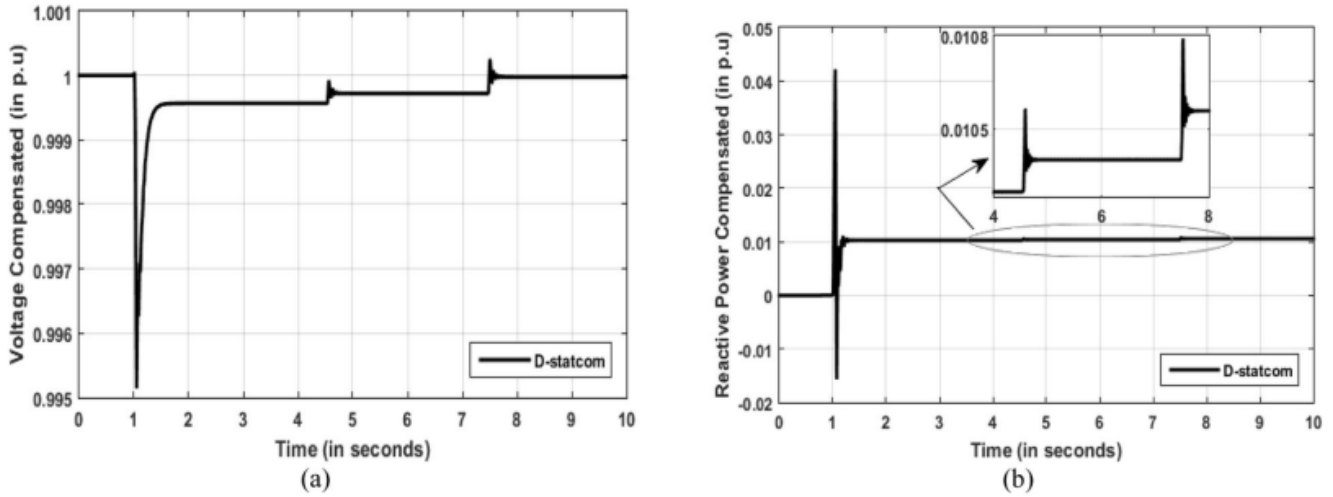 1.001
1
0.999
0.998
0.997
0.996
0.995
Voltage Compensated (in p.u)
D-statcom
0 1 2 3 4 5 6 7 8 9 10
Time (in seconds)
(a)
0.05
0.04
0.03
0.02
0.01
0
-0.01
-0.02
Reactive Power Compensated (in p.u)
0.0108
0.0105
4 6 8
D-statcom
0 1 2 3 4 5 6 7 8 9 10
Time (in seconds)
(b)